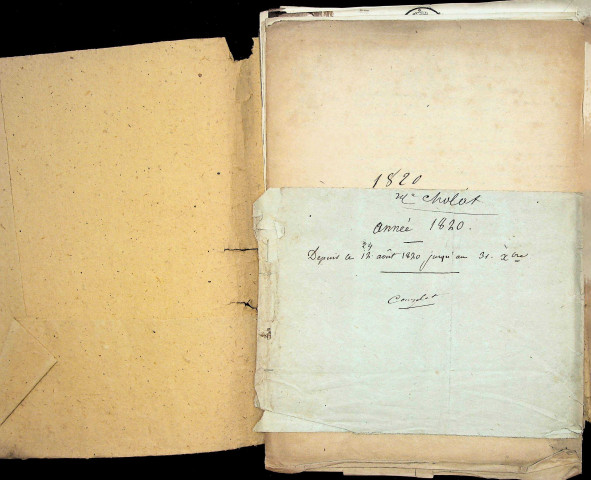 1820
Me Cholat
année 1820.
24
Depuis le 12 août 1820 jusqu'au 31. Xbre
Complet